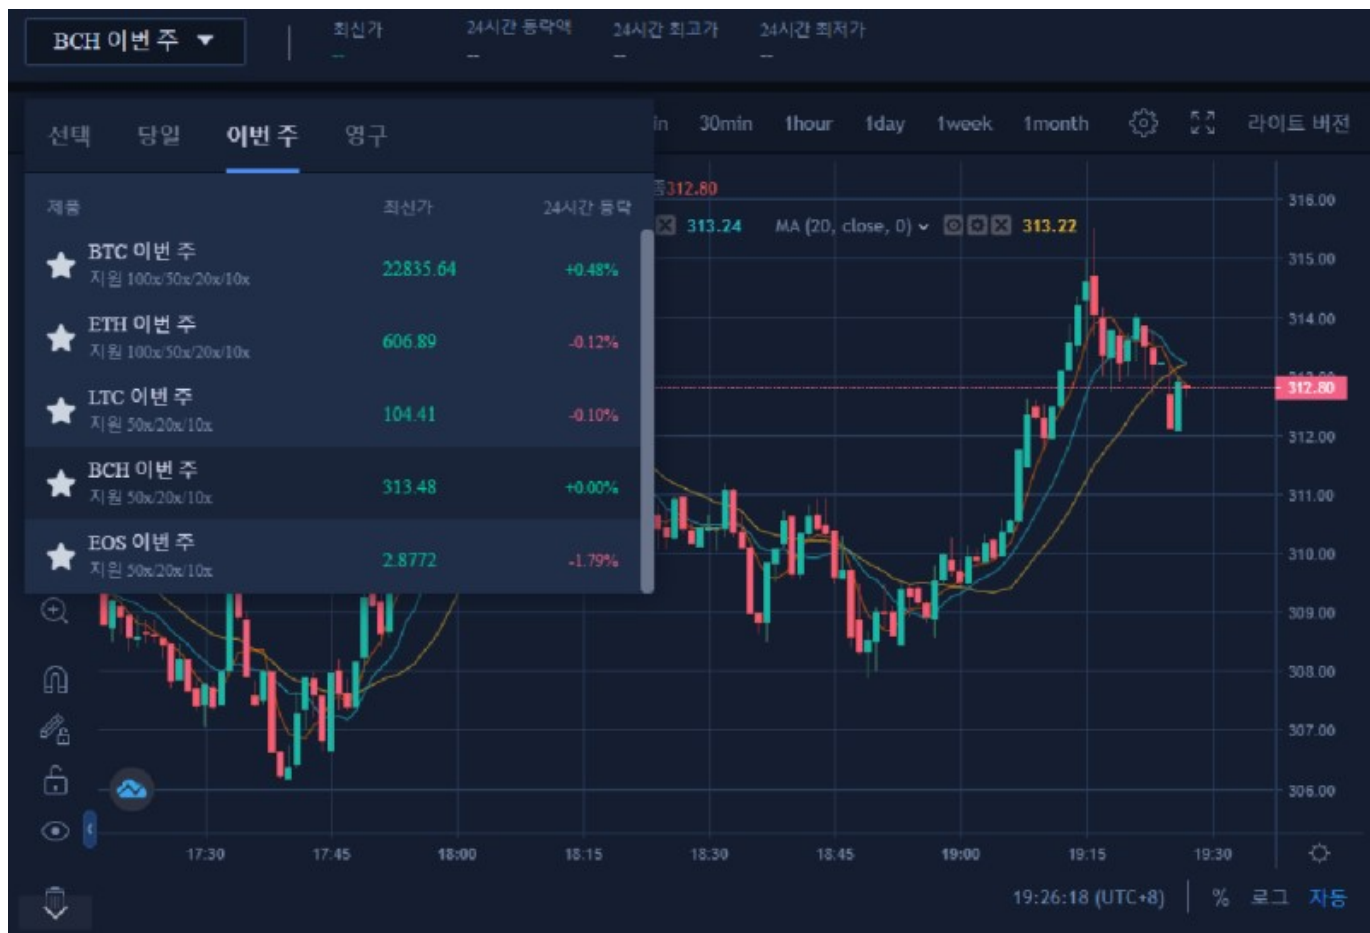 BCH 이번 주
최신가 24시간 등락액 24시간 최고가 24시간 최저가
-- -- -- --
선택 당일 이번 주 영구
30min 1hour 1day 1week 1month 라이트 버전
제품 최신가 24시간 등락
312.80
313.24 MA (20, close, 0) 313.22
BTC 이번 주 22835.64 +0.48%
지원 100x/50x/20x/10x
ETH 이번 주 606.89 -0.12%
지원 100x/50x/20x/10x
LTC 이번 주 104.41 -0.10%
지원 50x/20x/10x
BCH 이번 주 313.48 +0.00%
지원 50x/20x/10x
EOS 이번 주 2.8772 -1.79%
지원 50x/20x/10x
316.00
315.00
314.00
312.80
312.00
311.00
310.00
309.00
308.00
307.00
306.00
17:30 17:45 18:00 18:15 18:30 18:45 19:00 19:15 19:30
19:26:18 (UTC+8) % 로그 자동